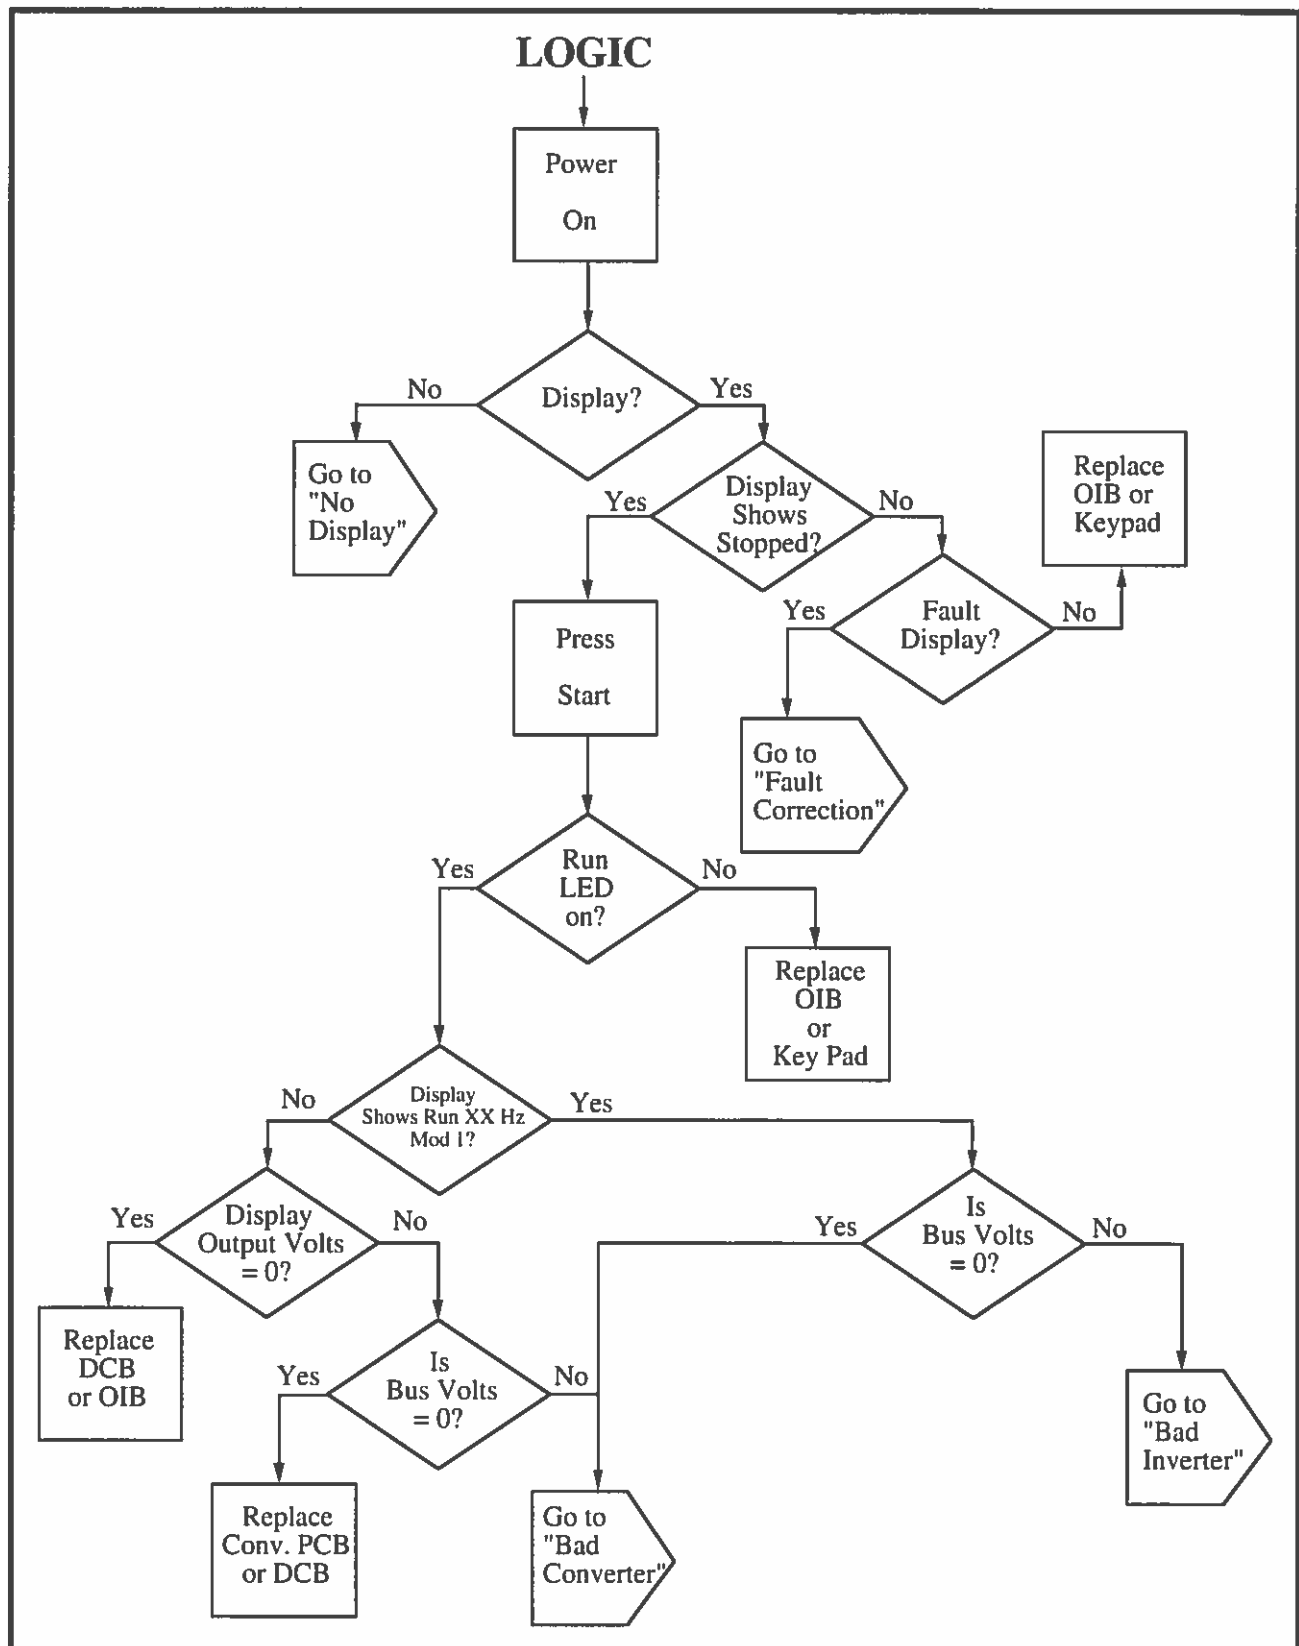 LOGIC
Power
On
No
Display?
Yes
Go to
"No
Display"
Yes
Display
Shows
Stopped?
No
Replace
OIB or
Keypad
Press
Start
Yes
Fault
Display?
No
Go to
"Fault
Correction"
Yes
Run
LED
on?
No
Replace
OIB
or
Key Pad
No
Display
Shows Run XX Hz
Mod 1?
Yes
Yes
Display
Output Volts
= 0?
No
Yes
Is
Bus Volts
= 0?
No
Replace
DCB
or OIB
Yes
Is
Bus Volts
= 0?
No
Go to
"Bad
Inverter"
Replace
Conv. PCB
or DCB
Go to
"Bad
Converter"